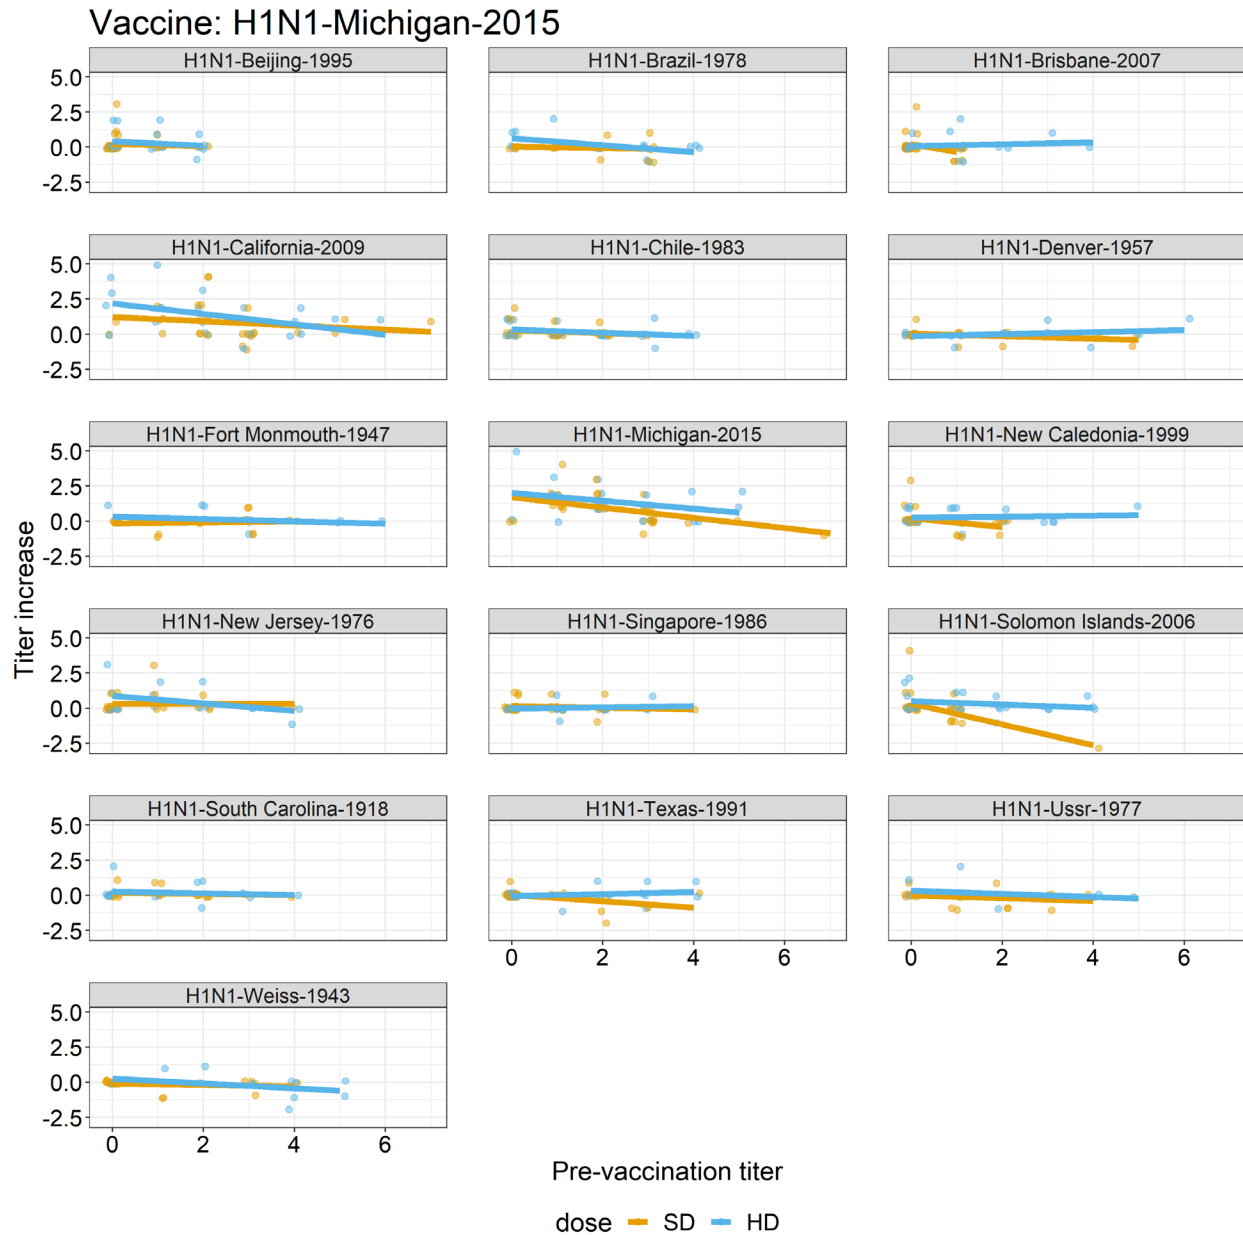 Vaccine: H1N1-Michigan-2015
H1N1-Beijing-1995
H1N1-Brazil-1978
H1N1-Brisbane-2007
5.0
2.5
0.0
-2.5
H1N1-California-2009
H1N1-Chile-1983
H1N1-Denver-1957
5.0
2.5
0.0
-2.5
H1N1-Fort Monmouth-1947
H1N1-Michigan-2015
H1N1-New Caledonia-1999
5.0
2.5
0.0
-2.5
Titer increase
H1N1-New Jersey-1976
H1N1-Singapore-1986
H1N1-Solomon Islands-2006
5.0
2.5
0.0
-2.5
H1N1-South Carolina-1918
H1N1-Texas-1991
H1N1-Ussr-1977
5.0
2.5
0.0
-2.5
0 2 4 6
0 2 4 6
H1N1-Weiss-1943
5.0
2.5
0.0
-2.5
0 2 4 6
Pre-vaccination titer
dose SD HD